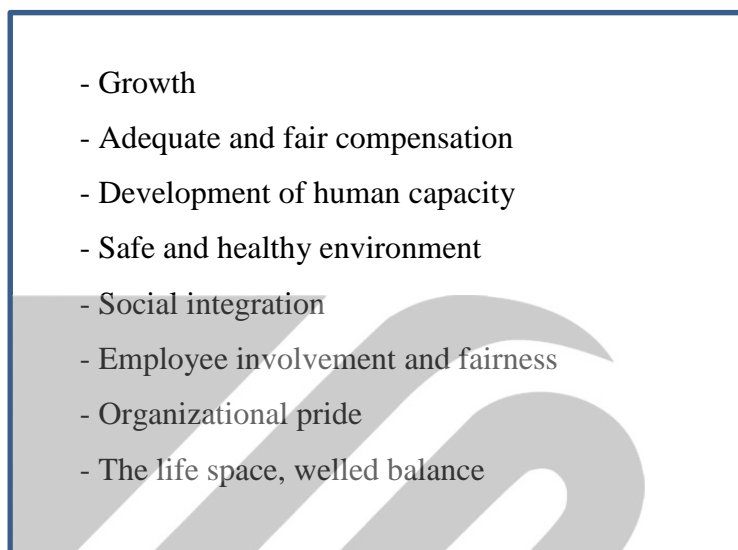 - Growth
- Adequate and fair compensation
- Development of human capacity
- Safe and healthy environment
- Social integration
- Employee involvement and fairness
- Organizational pride
- The life space, welled balance